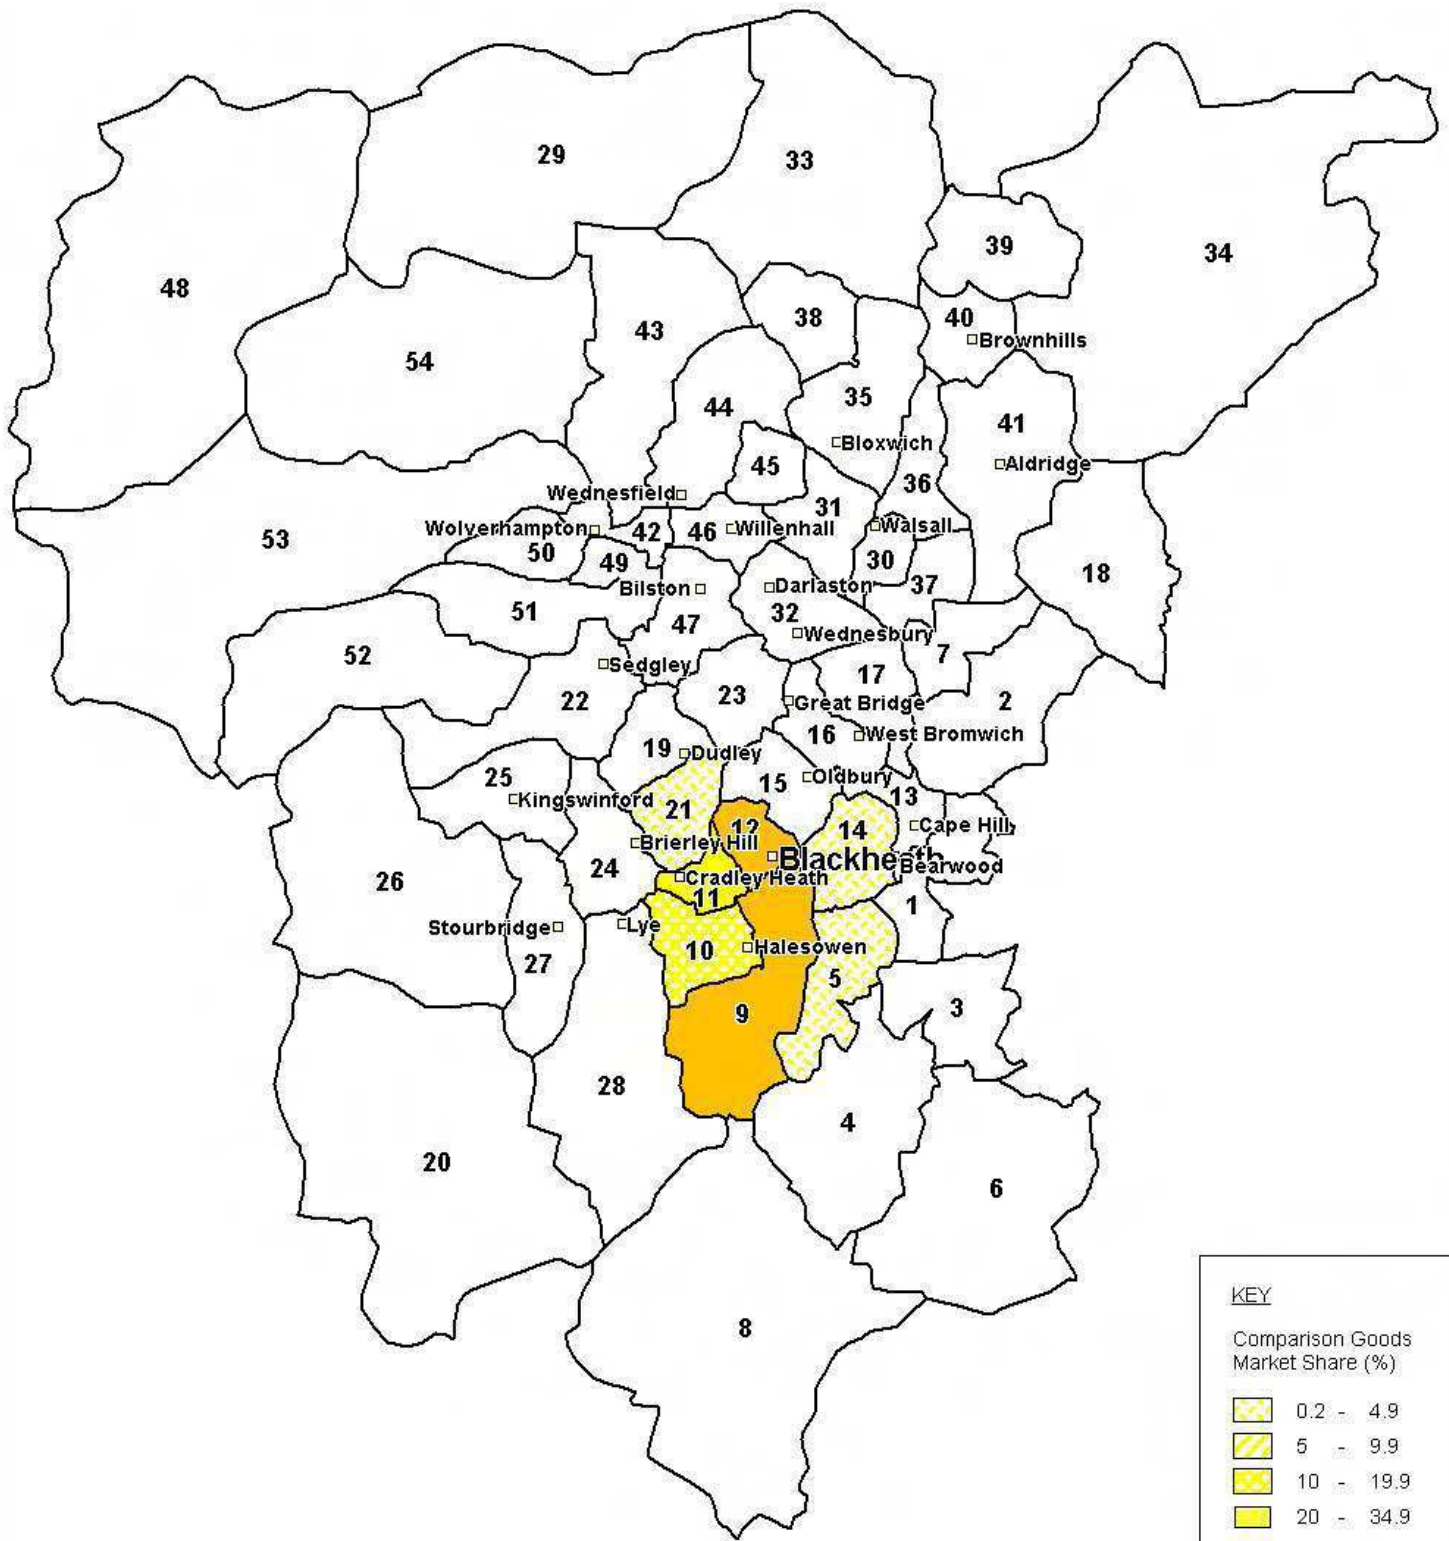 29
33
39
34
48
38
40
Brownhills
43
54
35
44
41
Bloxwich
Aldridge
45
36
Wednesfield
31
Wolverhampton
42
46
Willenhall
Walsall
53
50
49
30
18
Bilston
Darlaston
37
51
32
47
Wednesbury
52
Sedgley
7
17
22
23
Great Bridge
2
16
West Bromwich
19
Dudley
15
Oldbury
25
Kingswinford
13
21
12
14
Cape Hill
Brierley Hill
Blackheath
Bearwood
24
Cradley Heath
26
11
1
Stourbridge
Lye
10
Halesowen
27
5
9
3
28
4
20
6
8
KEY
Comparison Goods
Market Share (%)
0.2 - 4.9
5 - 9.9
10 - 19.9
20 - 34.9